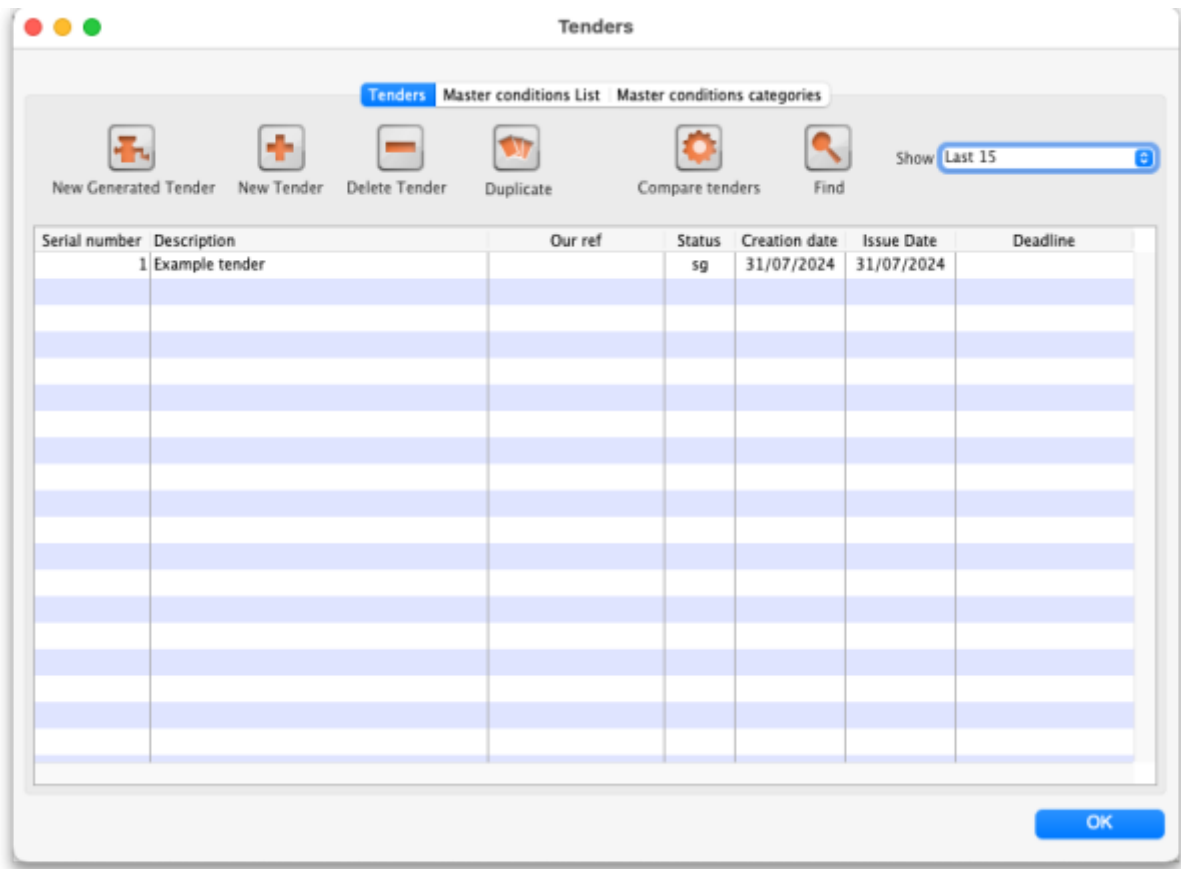 Tenders
Tenders Master conditions List Master conditions categories
New Generated Tender New Tender Delete Tender Duplicate Compare tenders Find Show Last 15
Serial number Description Our ref Status Creation date Issue Date Deadline
1 Example tender sg 31/07/2024 31/07/2024
OK